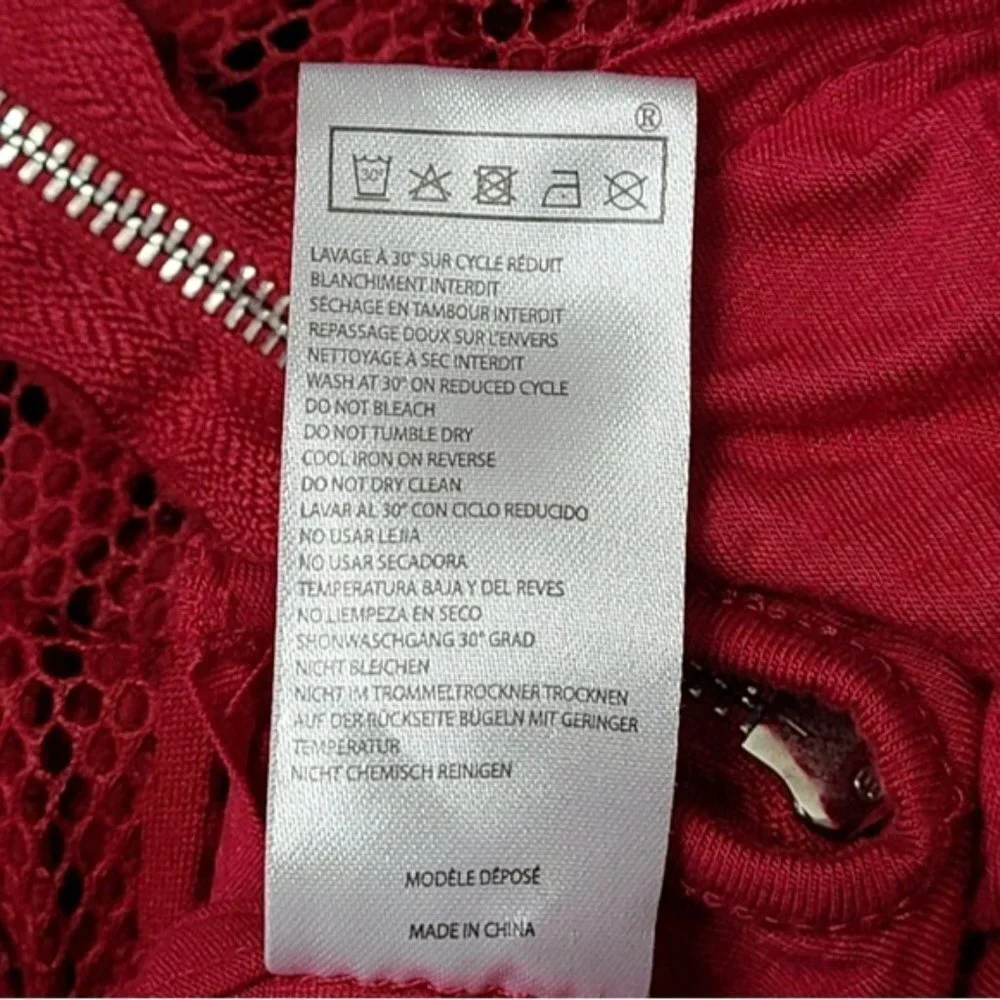 ®
30°
LAVAGE À 30° SUR CYCLE RÉDUIT
BLANCHIMENT INTERDIT
SÉCHAGE EN TAMBOUR INTERDIT
REPASSAGE DOUX SUR L'ENVERS
NETTOYAGE À SEC INTERDIT
WASH AT 30° ON REDUCED CYCLE
DO NOT BLEACH
DO NOT TUMBLE DRY
COOL IRON ON REVERSE
DO NOT DRY CLEAN
LAVAR AL 30° CON CICLO REDUCIDO
NO USAR LEJIA
NO USAR SECADORA
TEMPERATURA BAJA Y DEL REVES
NO LIEMPEZA EN SECO
SHONWASCHGANG 30° GRAD
NICHT BLEICHEN
NICHT IM TROMMELTROCKNER TROCKNEN
AUF DER RÜCKSEITE BÜGELN MIT GERINGER
TEMPERATUR
NICHT CHEMISCH REINIGEN
MODÈLE DÉPOSÉ
MADE IN CHINA